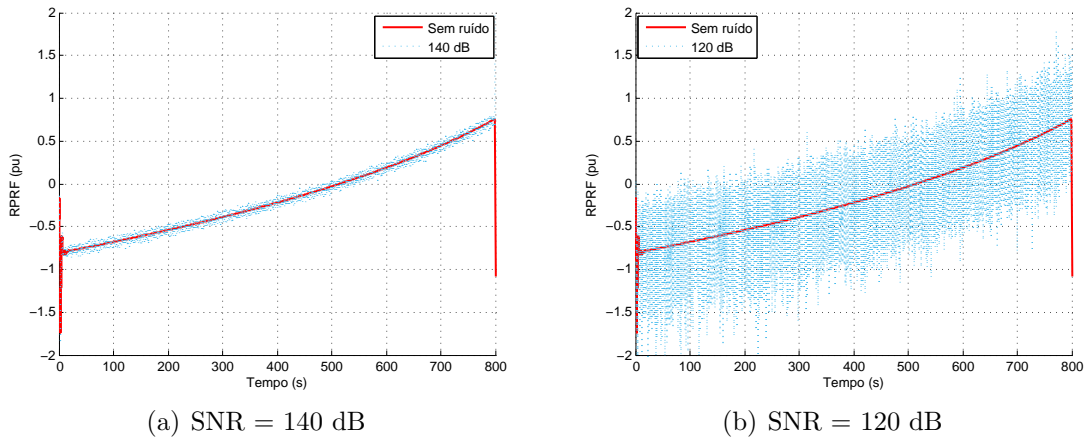 2
1.5
1
0.5
0
−0.5
−1
−1.5
−2
RPRF (pu)
0 100 200 300 400 500 600 700 800
Tempo (s)
Sem ruído
140 dB
(a) SNR = 140 dB
2
1.5
1
0.5
0
−0.5
−1
−1.5
−2
RPRF (pu)
0 100 200 300 400 500 600 700 800
Tempo (s)
Sem ruído
120 dB
(b) SNR = 120 dB